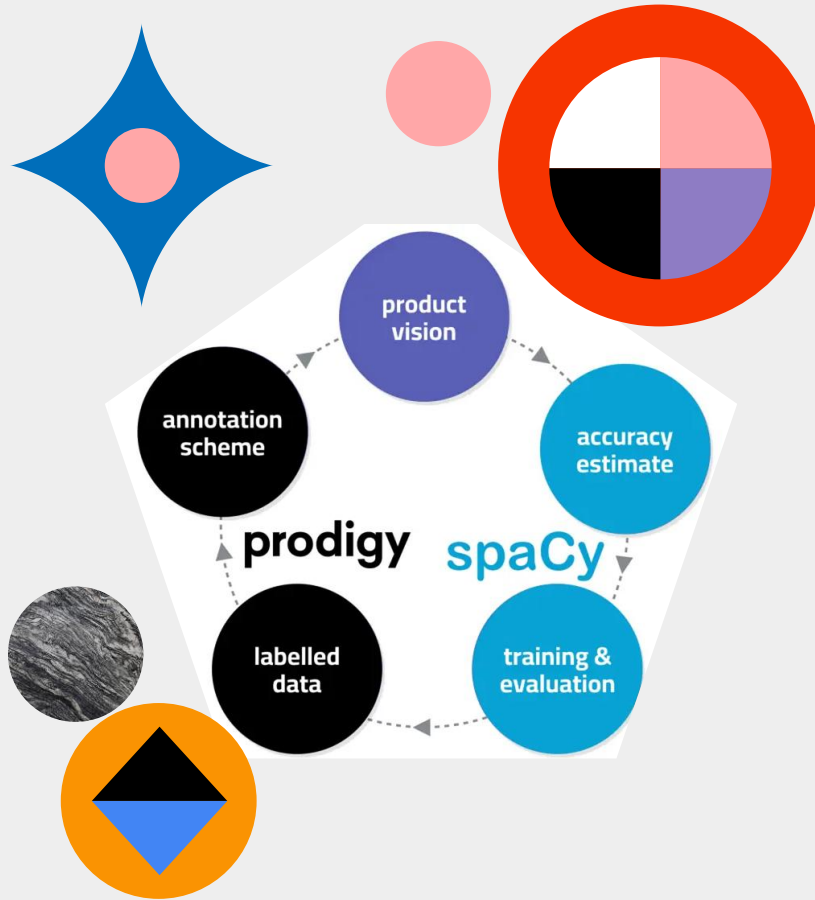 product
vision
annotation
scheme
accuracy
estimate
prodigy
spaCy
labelled
data
training &
evaluation